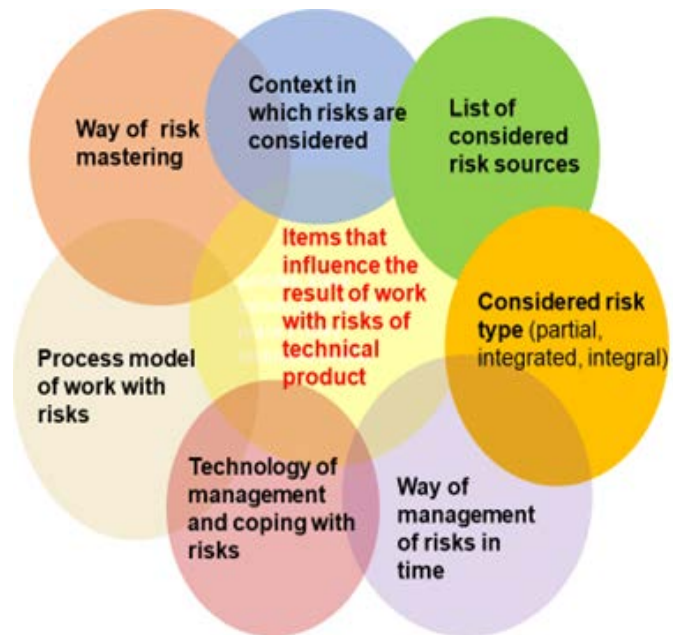 Way of risk
mastering
Context in
which risks are
considered
List of
considered
risk sources
Items that
influence the
result of work
with risks of
technical
product
Considered risk
type (partial,
integrated, integral)
Process model
of work with
risks
Technology of
management
and coping with
risks
Way of
management
of risks in
time